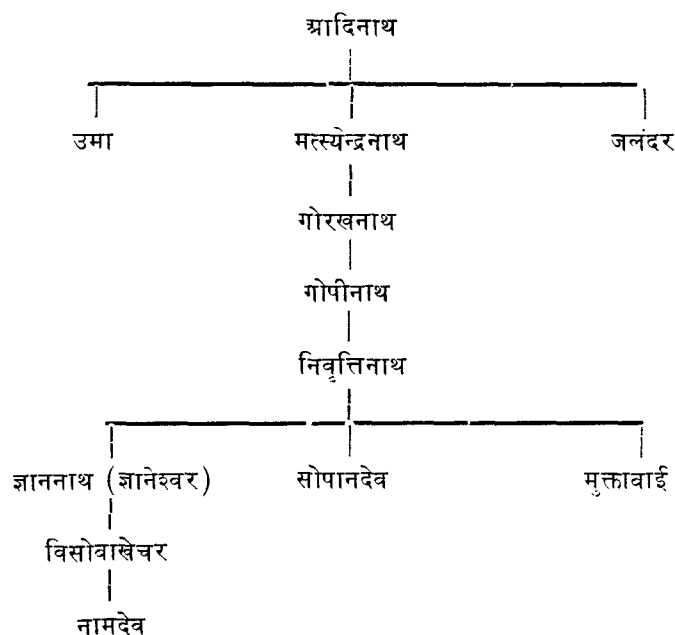 आदिनाथ
उमा मत्स्येन्द्रनाथ जलंदर
गोरखनाथ
गोपीनाथ
निवृत्तिनाथ
ज्ञाननाथ (ज्ञानेश्वर) सोपानदेव मुक्तावाई
विसोवाखेचर
नामदेव